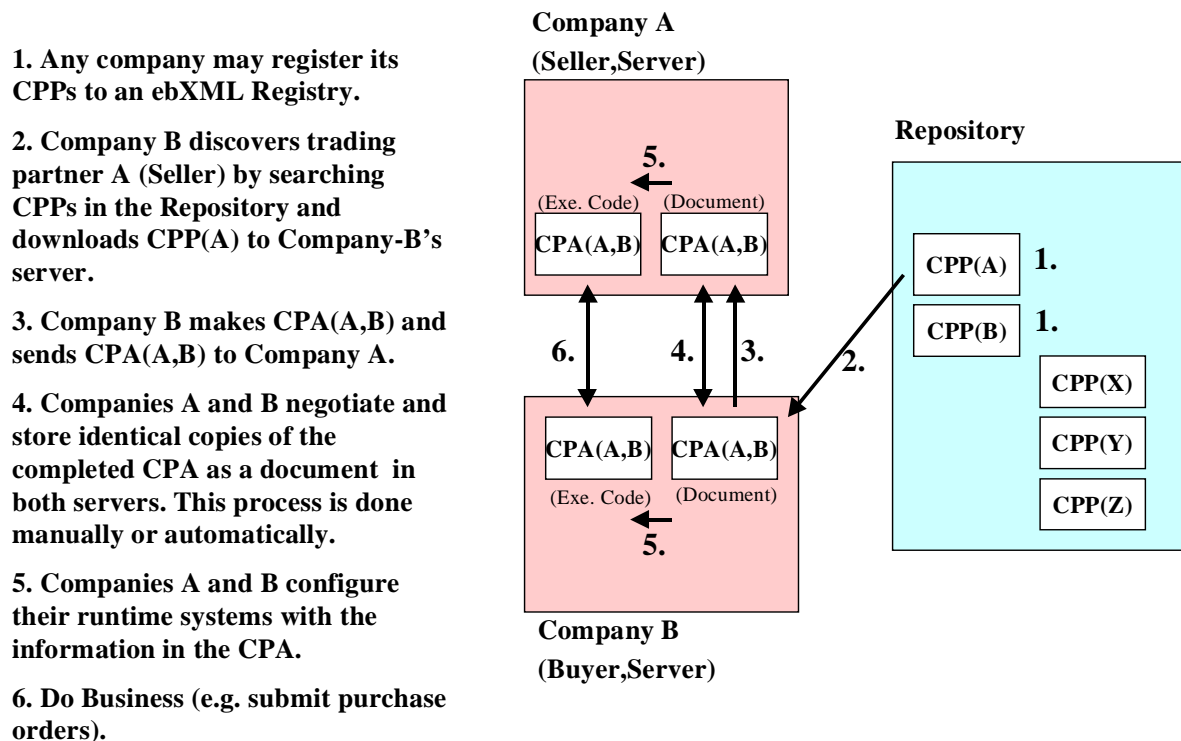 1. Any company may register its
CPPs to an ebXML Registry.
2. Company B discovers trading
partner A (Seller) by searching
CPPs in the Repository and
downloads CPP(A) to Company-B’s
server.
3. Company B makes CPA(A,B) and
sends CPA(A,B) to Company A.
4. Companies A and B negotiate and
store identical copies of the
completed CPA as a document in
both servers. This process is done
manually or automatically.
5. Companies A and B configure
their runtime systems with the
information in the CPA.
6. Do Business (e.g. submit purchase
orders).
Company A
(Seller,Server)
5.
(Exe. Code) (Document)
CPA(A,B) CPA(A,B)
6. 4. 3.
2.
CPA(A,B) CPA(A,B)
(Exe. Code) (Document)
5.
Company B
(Buyer,Server)
Repository
CPP(A) 1.
CPP(B) 1.
CPP(X)
CPP(Y)
CPP(Z)